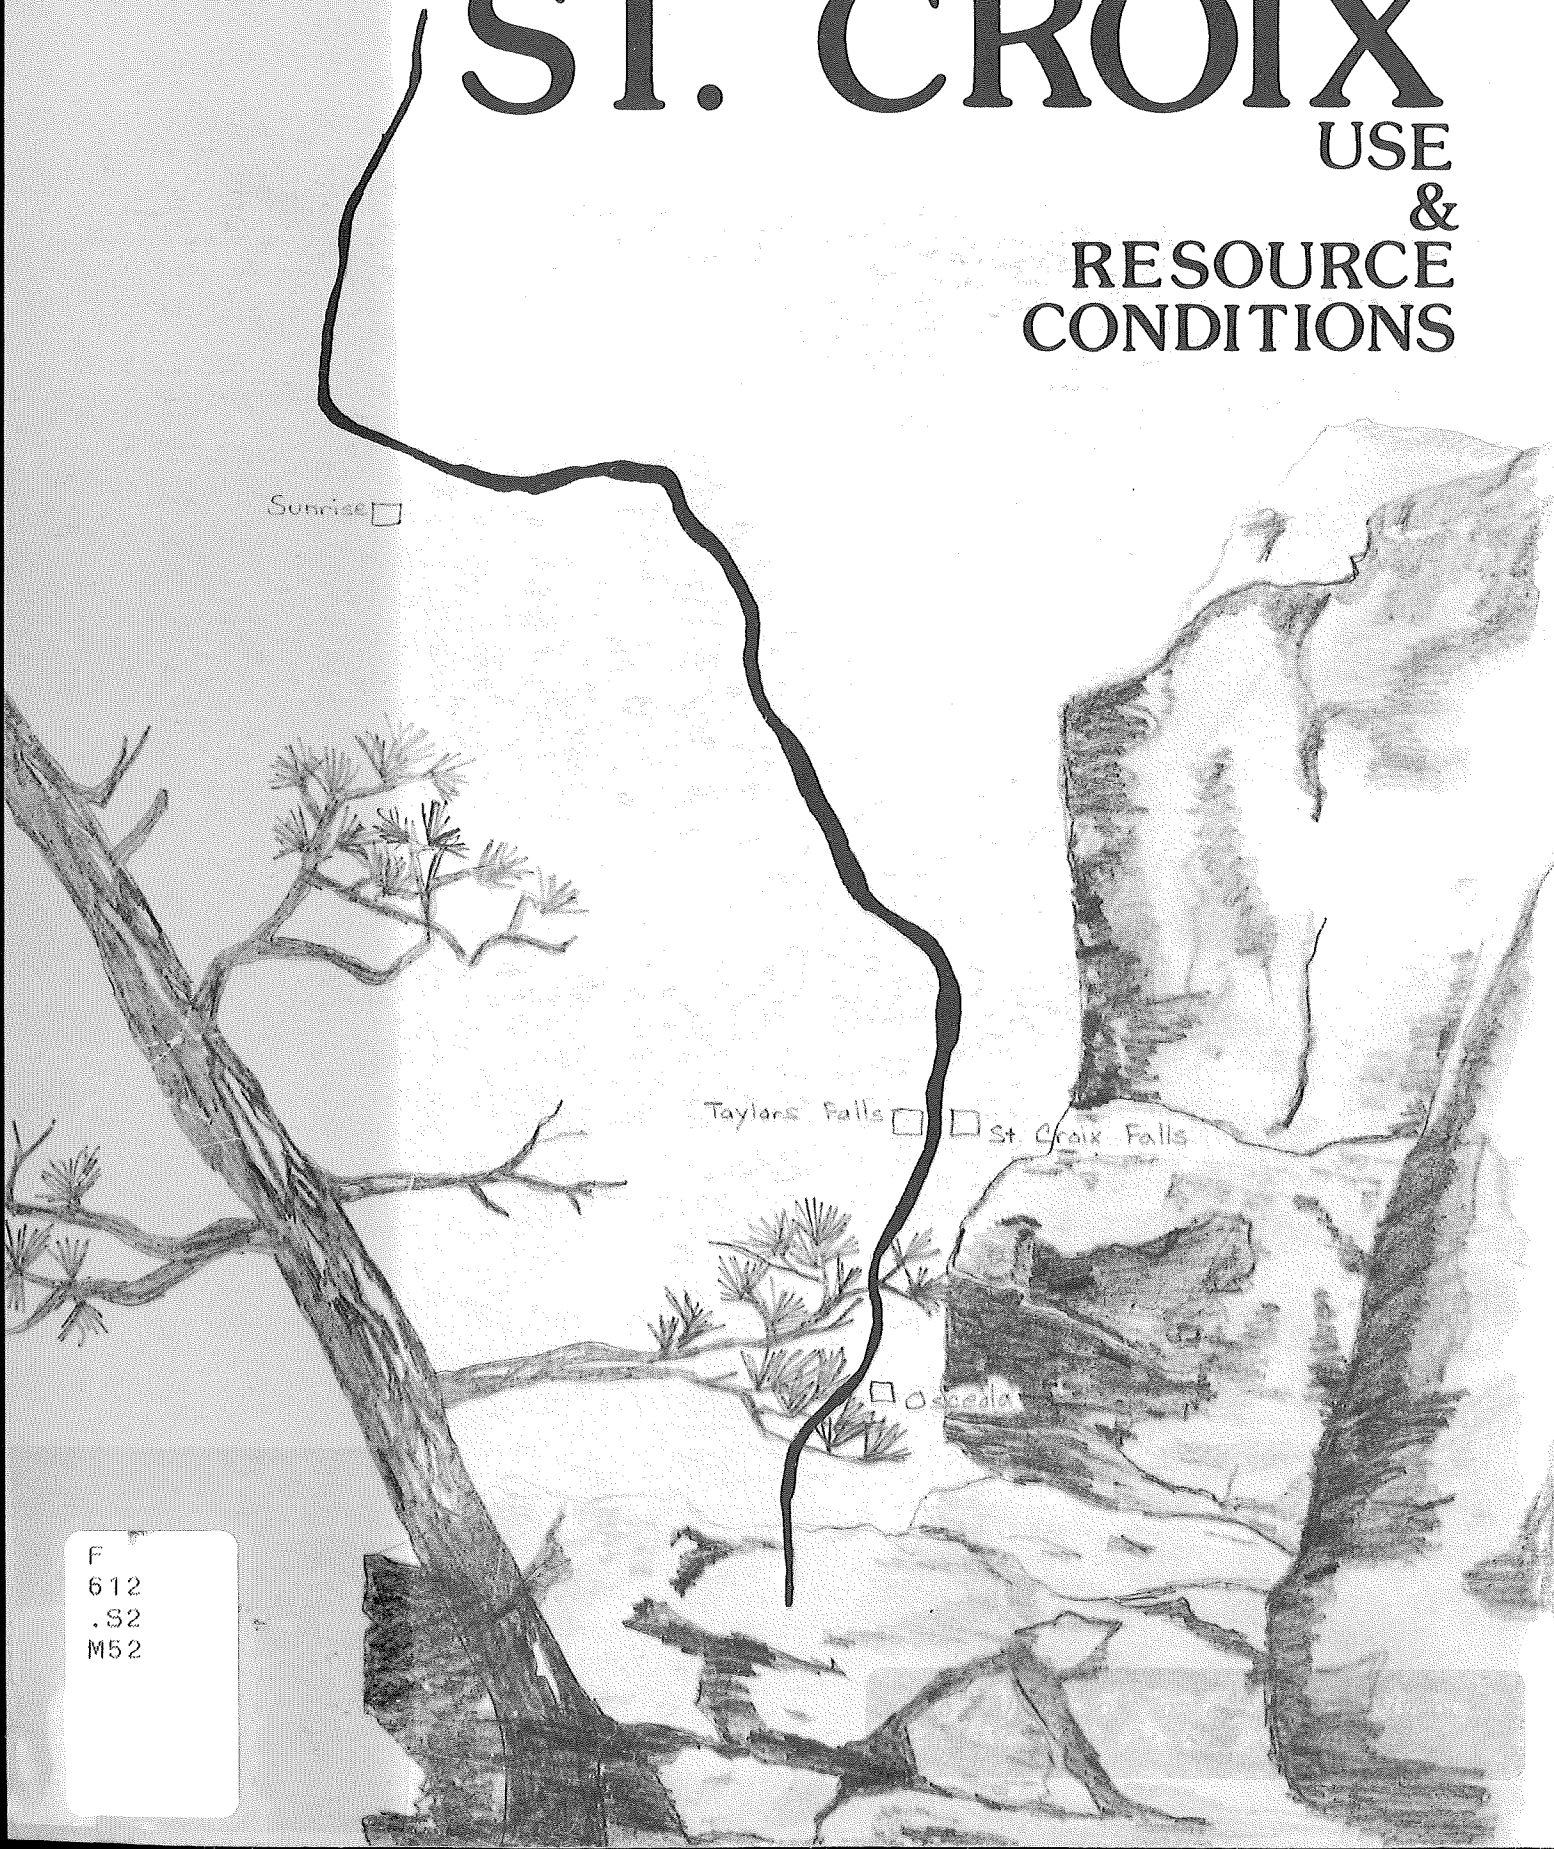 ST. CROIX
USE
&
RESOURCE
CONDITIONS
Sunrise
Taylors Falls
St. Croix Falls
Osceola
F
612
.S2
M52